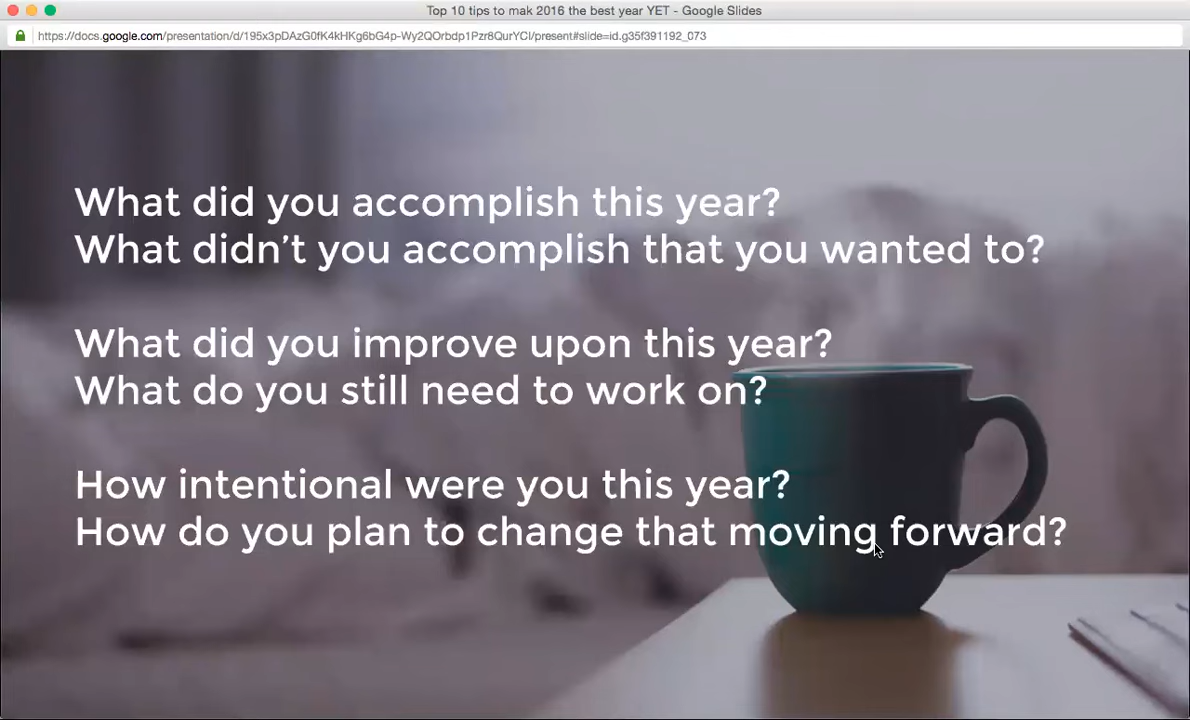 Top 10 tips to mak 2016 the best year YET - Google Slides
https://docs.google.com/presentation/d/195x3pDAzG0fK4kHKg6bG4p-Wy2QOrbdp1Pzr8QurYCI/present#slide=id.g35f391192_073
What did you accomplish this year?
What didn’t you accomplish that you wanted to?
What did you improve upon this year?
What do you still need to work on?
How intentional were you this year?
How do you plan to change that moving forward?